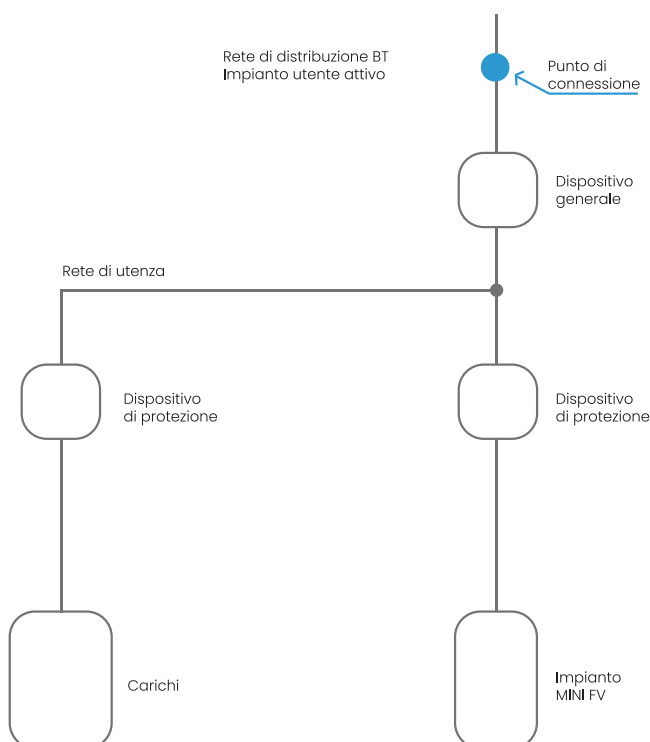 Rete di distribuzione BT
Impianto utente attivo
Punto di
connessione
Dispositivo
generale
Rete di utenza
Dispositivo
di protezione
Dispositivo
di protezione
Carichi
Impianto
MINI FV